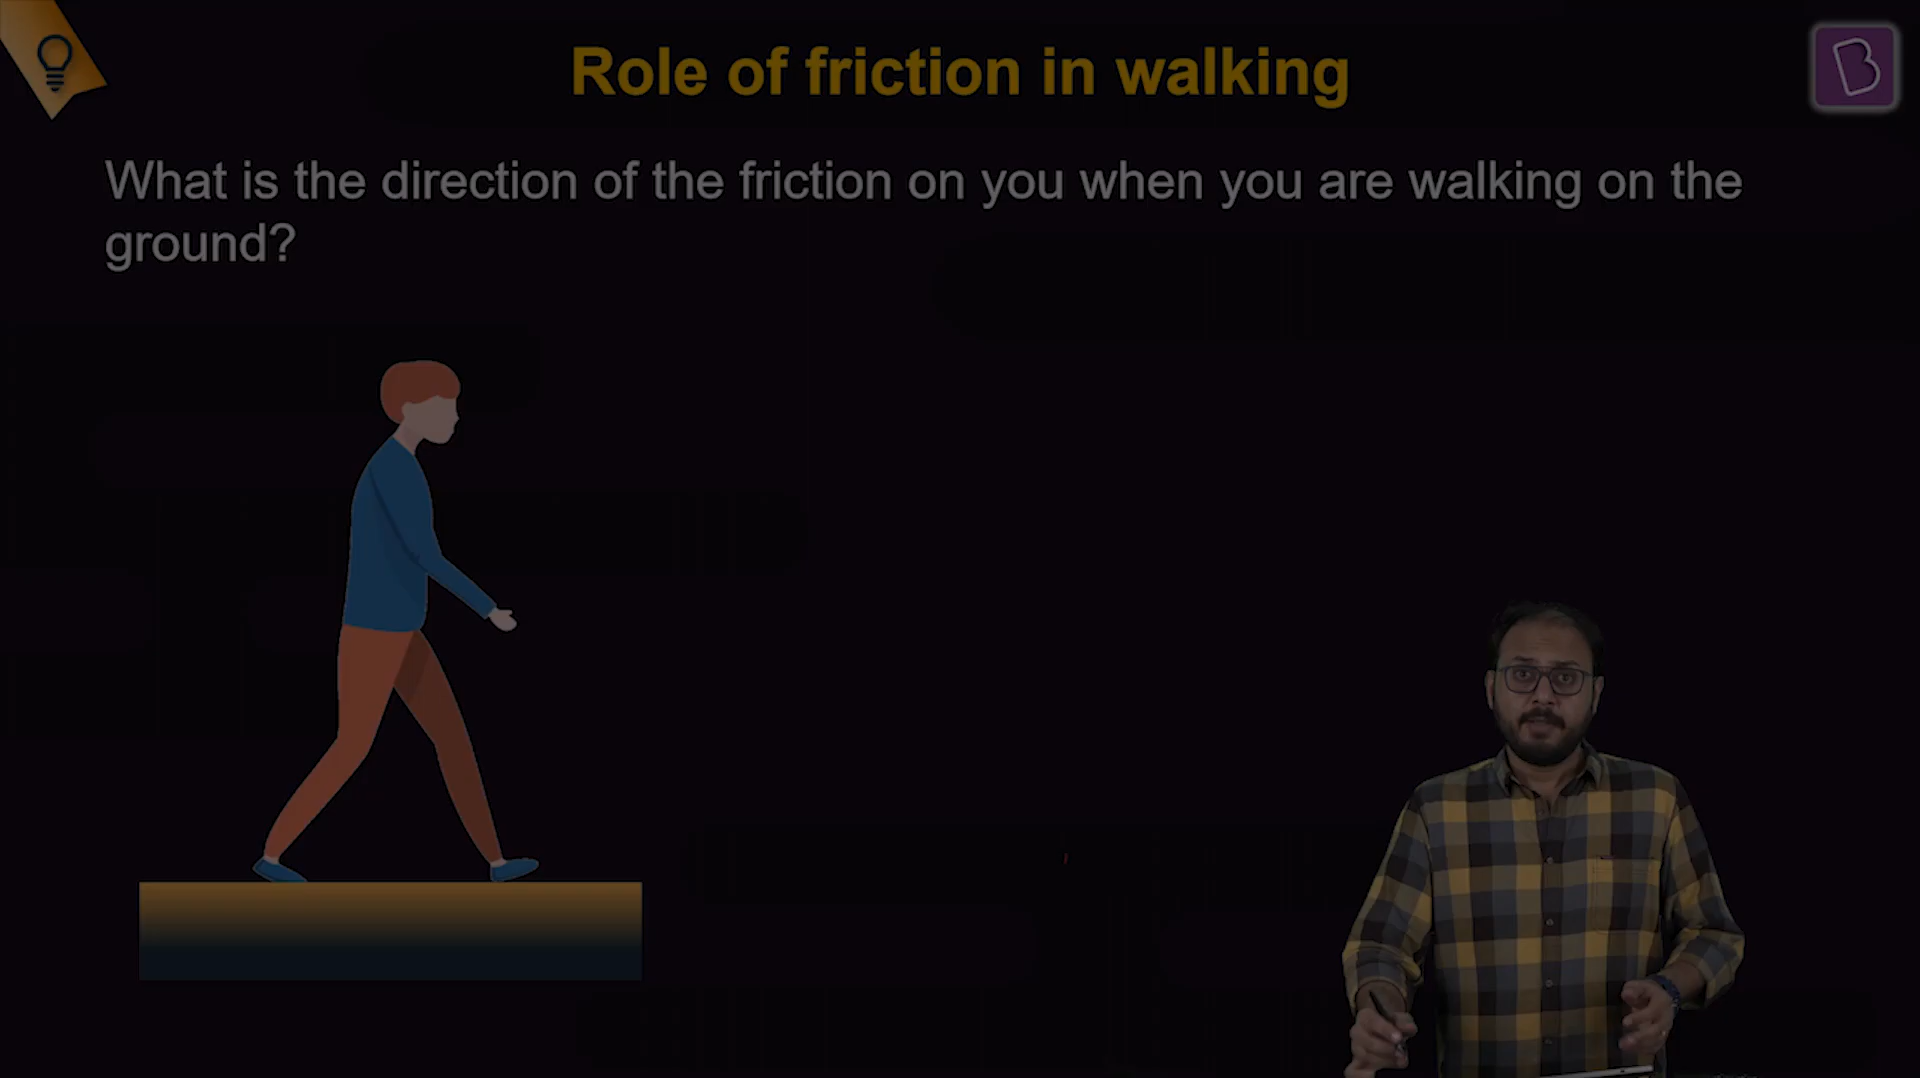 Role of friction in walking
What is the direction of the friction on you when you are walking on the
ground?